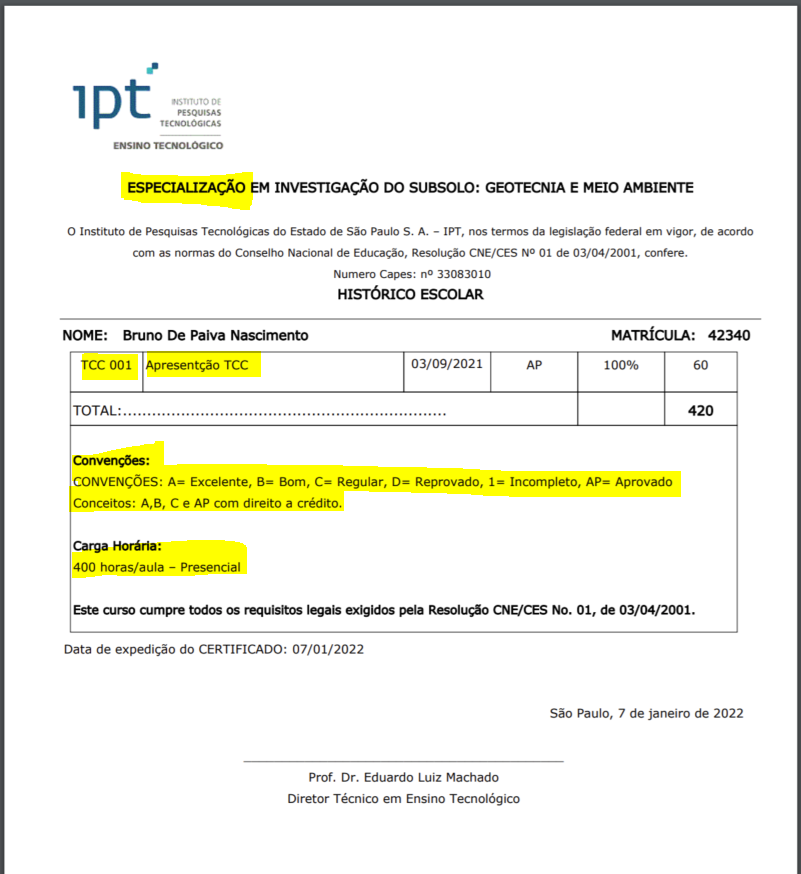 ipt
INSTITUTO DE
PESQUISAS
TECNOLÓGICAS
ENSINO TECNOLÓGICO
ESPECIALIZAÇÃO EM INVESTIGAÇÃO DO SUBSOLO: GEOTECNIA E MEIO AMBIENTE
O Instituto de Pesquisas Tecnológicas do Estado de São Paulo S. A. – IPT, nos termos da legislação federal em vigor, de acordo
com as normas do Conselho Nacional de Educação, Resolução CNE/CES Nº 01 de 03/04/2001, confere.
Numero Capes: nº 33083010
HISTÓRICO ESCOLAR
NOME: Bruno De Paiva Nascimento MATRÍCULA: 42340
TCC 001 Apresentção TCC 03/09/2021 AP 100% 60
TOTAL:................................................................... 420
Convenções:
CONVENÇÕES: A= Excelente, B= Bom, C= Regular, D= Reprovado, 1= Incompleto, AP= Aprovado
Conceitos: A,B, C e AP com direito a crédito.
Carga Horária:
400 horas/aula – Presencial
Este curso cumpre todos os requisitos legais exigidos pela Resolução CNE/CES No. 01, de 03/04/2001.
Data de expedição do CERTIFICADO: 07/01/2022
São Paulo, 7 de janeiro de 2022
Prof. Dr. Eduardo Luiz Machado
Diretor Técnico em Ensino Tecnológico